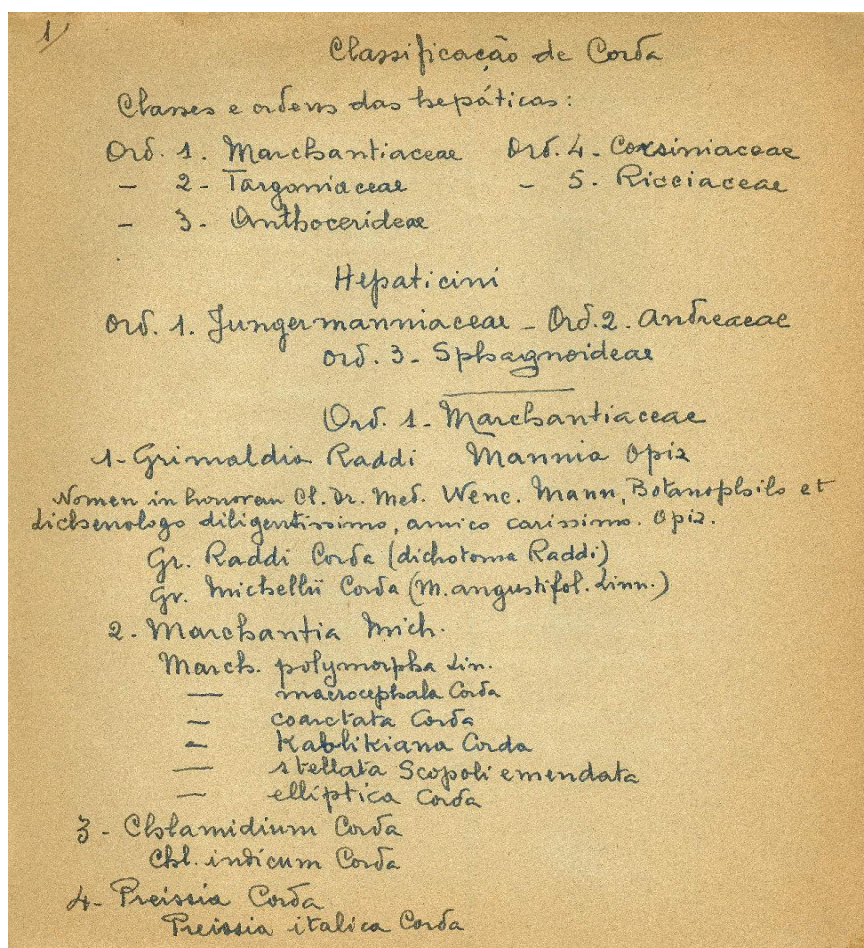 1/
Classificação de Corda
Classes e ordens das hepáticas:
Ord. 1. Marchantiaceae Ord. 4 - Corsiniaceae
- 2 - Targoniaceae - 5. Ricciaceae
- 3 - Anthocerideae
Hepaticini
Ord. 1. Jungermanniaceae - Ord. 2. Andreaeae
Ord. 3 - Sphagnoideae
Ord. 1 - Marchantiaceae
1 - Grimaldia Raddi Mannia Opiz
Nomen in honorem Cl. Dr. Med. Wenc. Mann, Botanophilo et
Lichenologo diligentissimo, amico carissimo. Opiz.
Gr. Raddi Corda (dichotoma Raddi)
Gr. Michellii Corda (M. angustifol. Linn.)
2 - Marchantia Mich.
March. polymorpha Lin.
— macrocephala Corda
— coarctata Corda
— Kablikiana Corda
— stellata Scopoli emendata
— elliptica Corda
3 - Chlamidium Corda
Chl. indicum Corda
4 - Preissia Corda
Preissia italica Corda